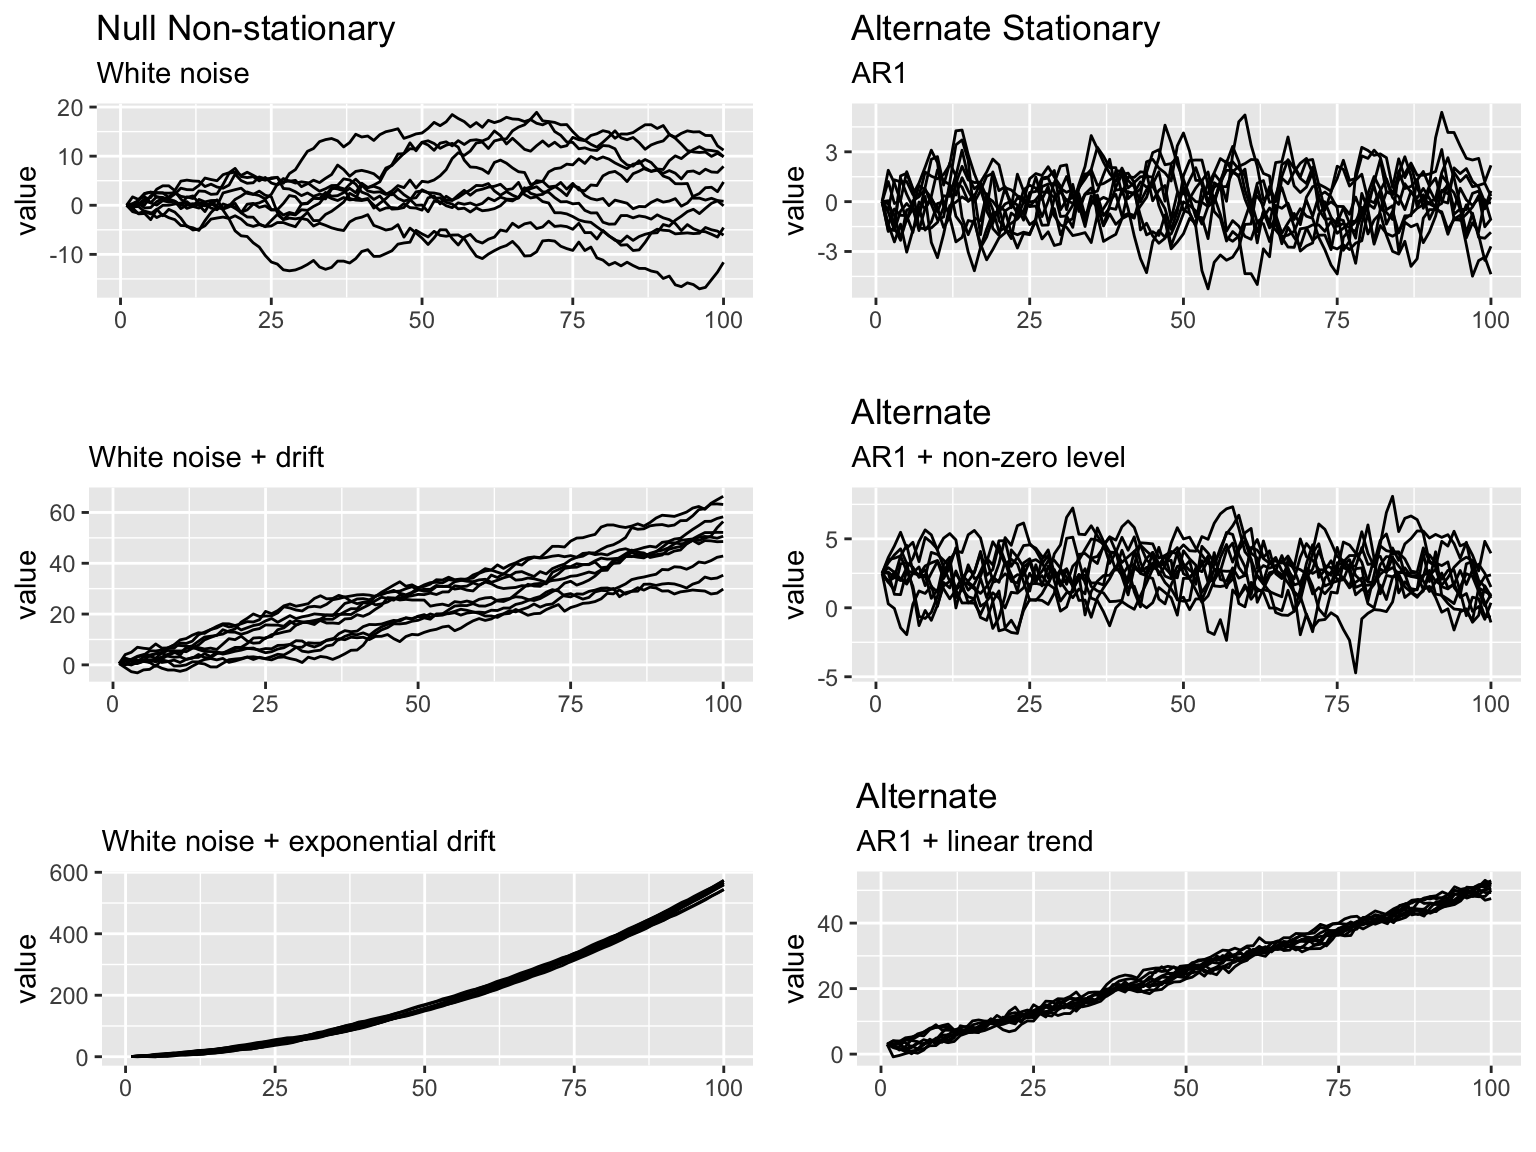 Null Non-stationary
White noise
value
20
10
0
-10
0 25 50 75 100
Alternate Stationary
AR1
value
3
0
-3
0 25 50 75 100
White noise + drift
value
60
40
20
0
0 25 50 75 100
Alternate
AR1 + non-zero level
value
5
0
-5
0 25 50 75 100
White noise + exponential drift
value
600
400
200
0
0 25 50 75 100
Alternate
AR1 + linear trend
value
40
20
0
0 25 50 75 100